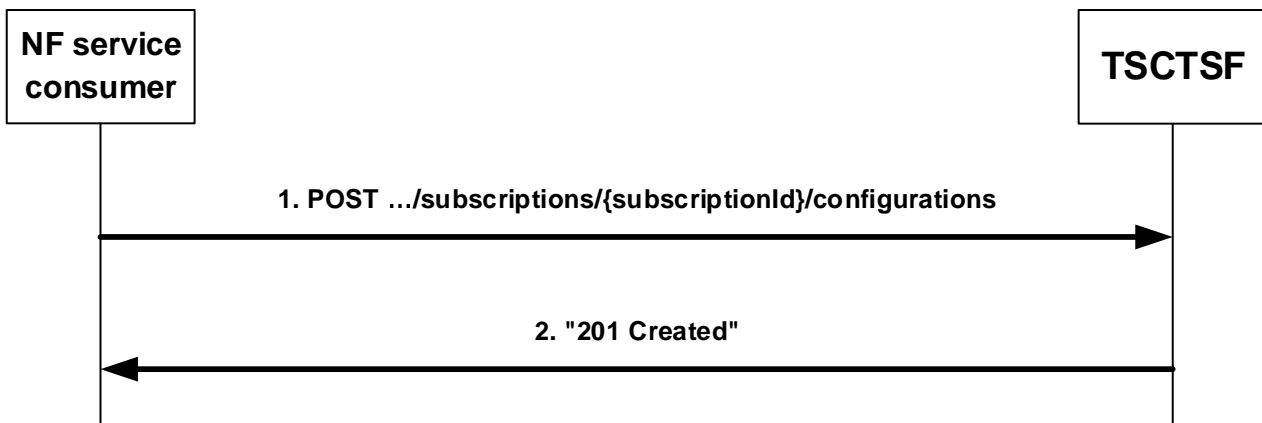 NF service
consumer
TSCTSF
1. POST …/subscriptions/{subscriptionId}/configurations
2. "201 Created"